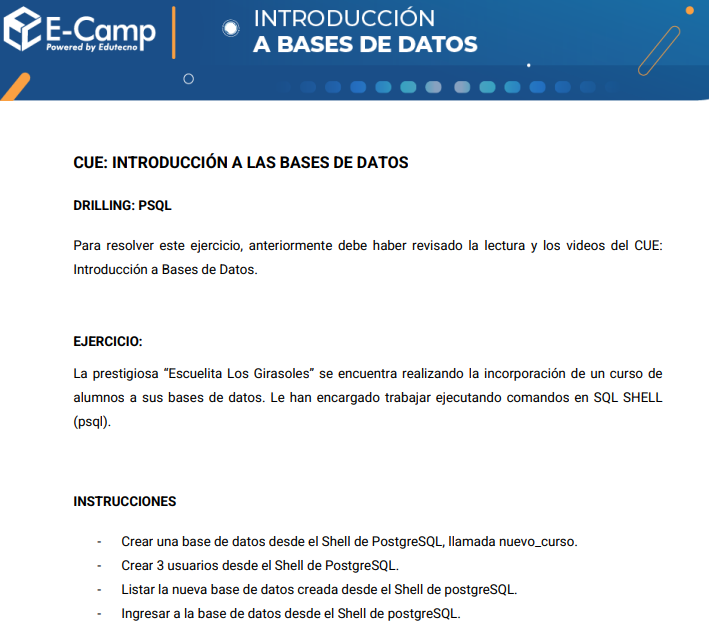 E-Camp
Powered by Edutecno
INTRODUCCIÓN
A BASES DE DATOS
CUE: INTRODUCCIÓN A LAS BASES DE DATOS
DRILLING: PSQL
Para resolver este ejercicio, anteriormente debe haber revisado la lectura y los videos del CUE:
Introducción a Bases de Datos.
EJERCICIO:
La prestigiosa “Escuelita Los Girasoles” se encuentra realizando la incorporación de un curso de
alumnos a sus bases de datos. Le han encargado trabajar ejecutando comandos en SQL SHELL
(psql).
INSTRUCCIONES
- Crear una base de datos desde el Shell de PostgreSQL, llamada nuevo_curso.
- Crear 3 usuarios desde el Shell de PostgreSQL.
- Listar la nueva base de datos creada desde el Shell de postgreSQL.
- Ingresar a la base de datos desde el Shell de postgreSQL.